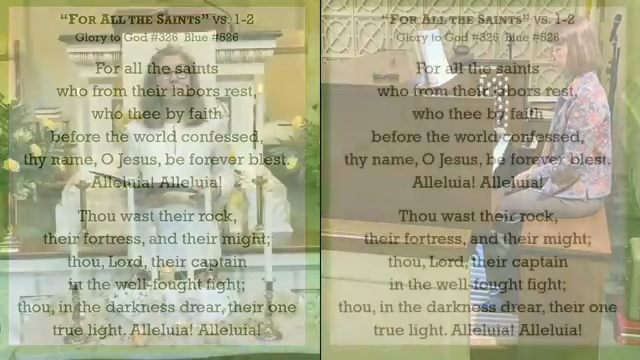 “For All the Saints” vs. 1-2
Glory to God #326 Blue #526
For all the saints
who from their labors rest,
who thee by faith
before the world confessed,
thy name, O Jesus, be forever blest.
Alleluia! Alleluia!
Thou wast their rock,
their fortress, and their might;
thou, Lord, their captain
in the well-fought fight;
thou, in the darkness drear, their one
true light. Alleluia! Alleluia!
“For All the Saints” vs. 1-2
Glory to God #326 Blue #526
For all the saints
who from their labors rest,
who thee by faith
before the world confessed,
thy name, O Jesus, be forever blest.
Alleluia! Alleluia!
Thou wast their rock,
their fortress, and their might;
thou, Lord, their captain
in the well-fought fight;
thou, in the darkness drear, their one
true light. Alleluia! Alleluia!